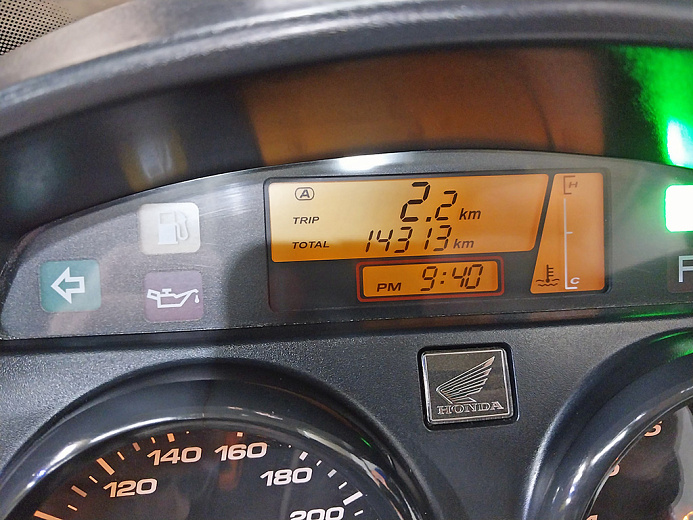 A
TRIP 2.2 km
TOTAL 14313 km
PM 9:40
H
C
HONDA
120 140 160 180 200